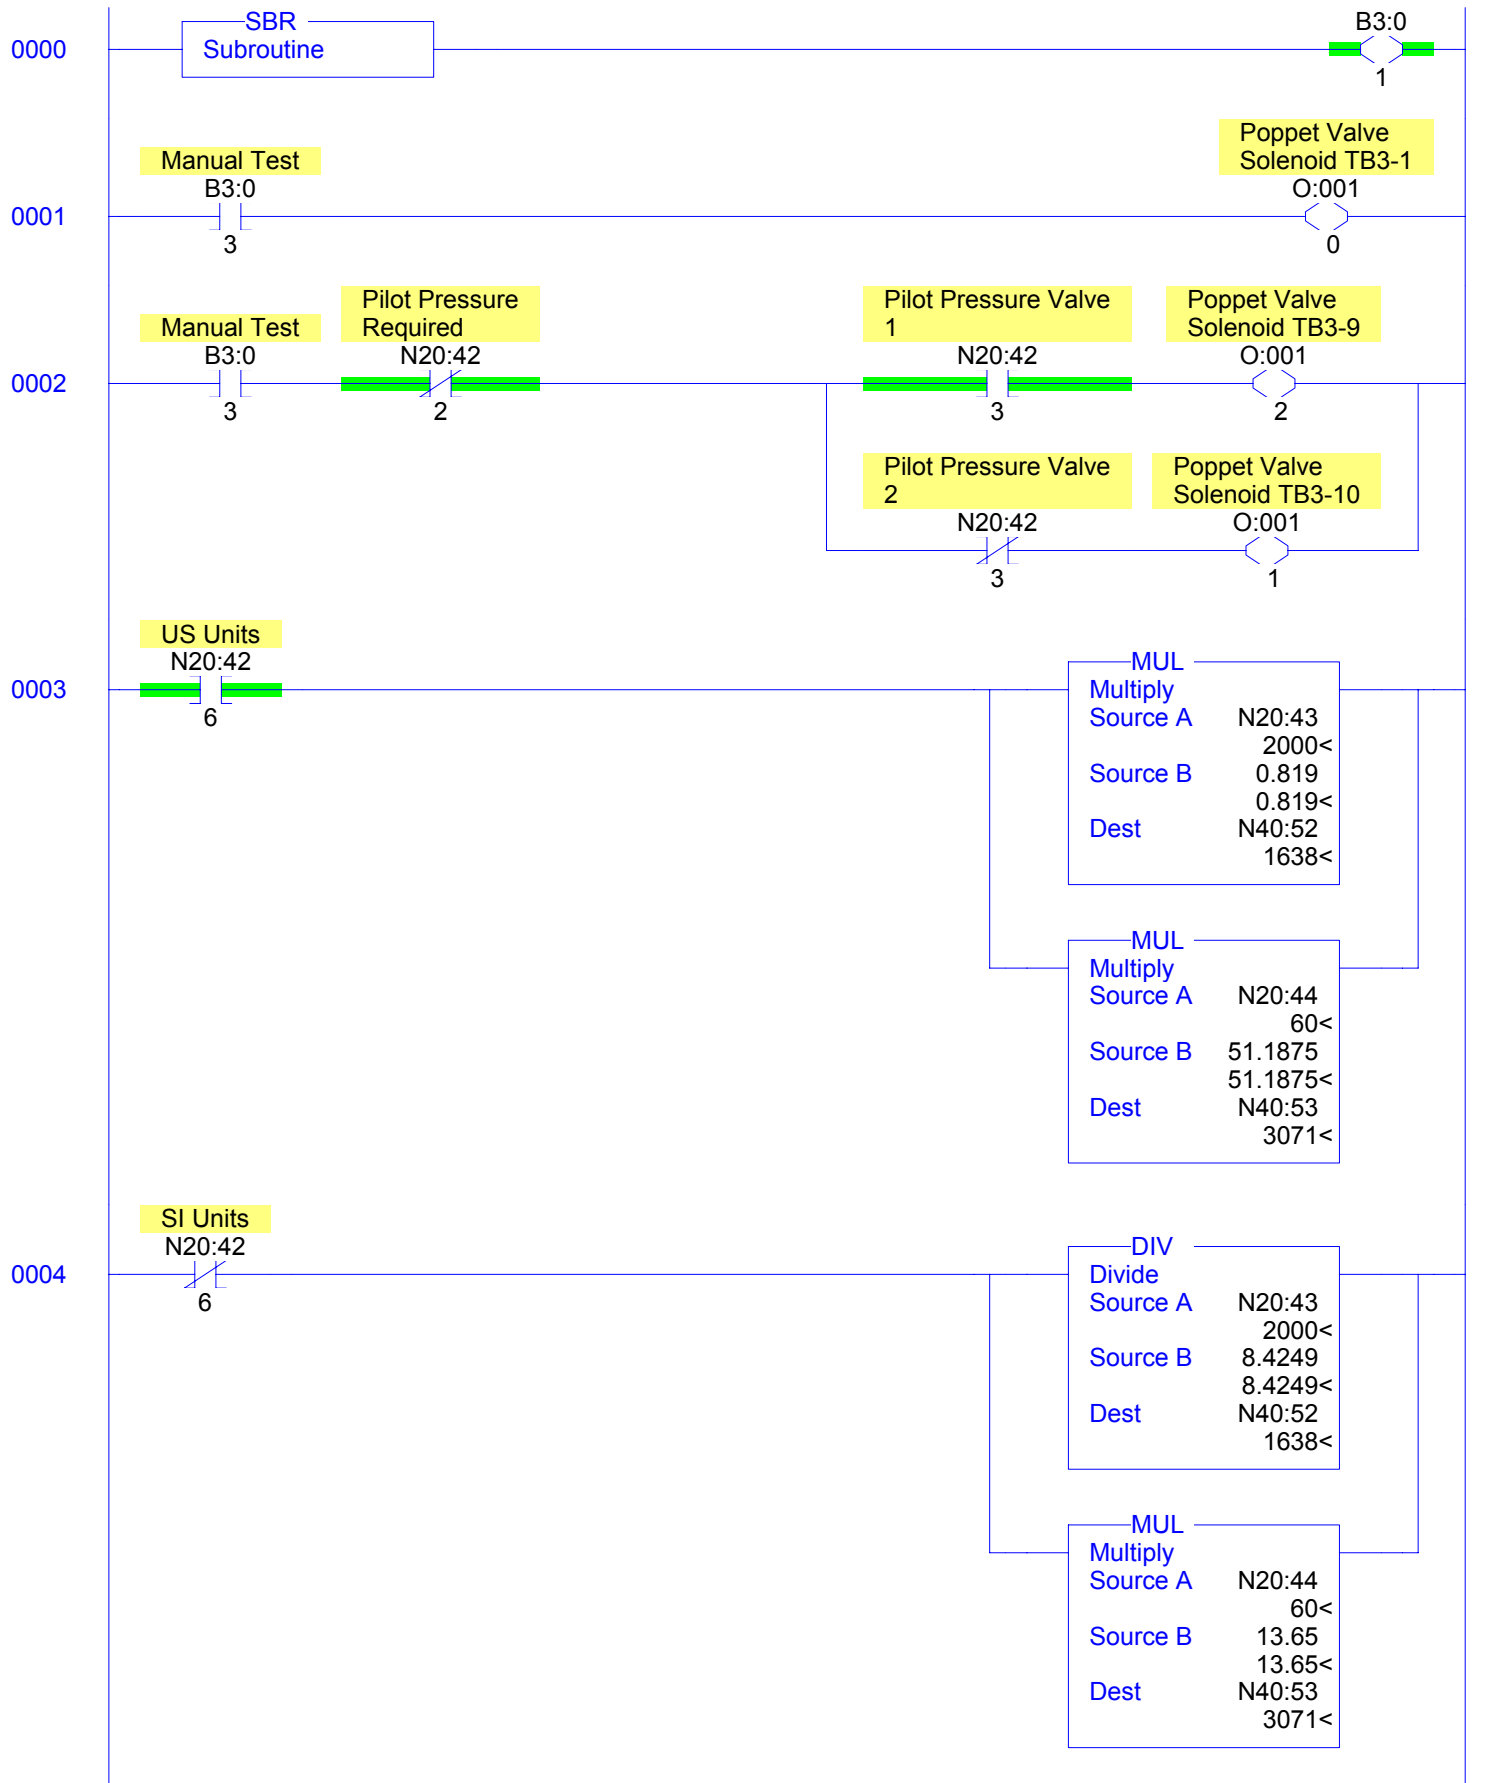 SBR
Subroutine
0000
B3:0
1
Manual Test
B3:0
0001
3
Poppet Valve
Solenoid TB3-1
O:001
0
Manual Test
B3:0
0002
3
Pilot Pressure
Required
N20:42
2
Pilot Pressure Valve
1
N20:42
3
Poppet Valve
Solenoid TB3-9
O:001
2
Pilot Pressure Valve
2
N20:42
3
Poppet Valve
Solenoid TB3-10
O:001
1
US Units
N20:42
0003
6
MUL
Multiply
Source A N20:43
2000<
Source B 0.819
0.819<
Dest N40:52
1638<
MUL
Multiply
Source A N20:44
60<
Source B 51.1875
51.1875<
Dest N40:53
3071<
SI Units
N20:42
0004
6
DIV
Divide
Source A N20:43
2000<
Source B 8.4249
8.4249<
Dest N40:52
1638<
MUL
Multiply
Source A N20:44
60<
Source B 13.65
13.65<
Dest N40:53
3071<